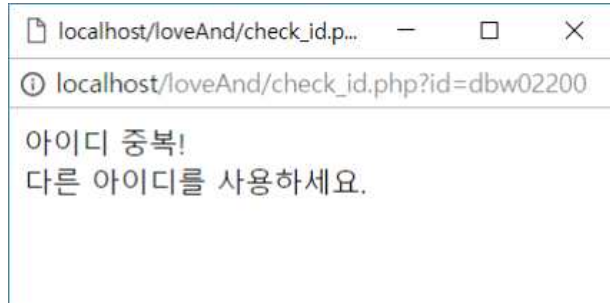 localhost/loveAnd/check_id.p...
localhost/loveAnd/check_id.php?id=dbw02200
아이디 중복!
다른 아이디를 사용하세요.